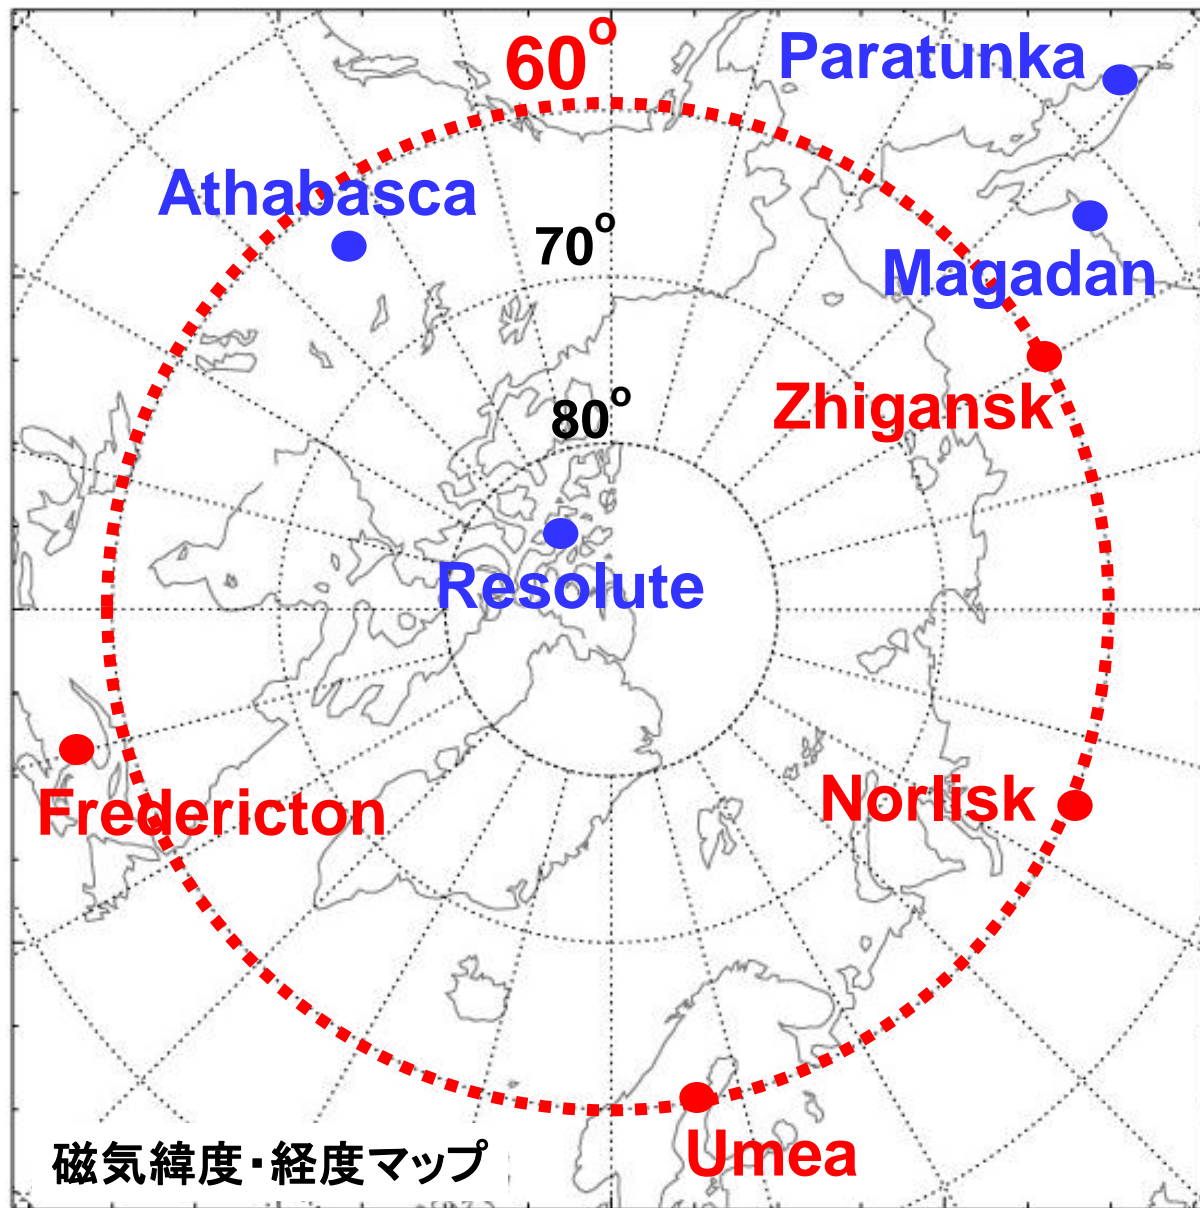 60°
Paratunka
Athabasca
70°
Magadan
Zhigansk
80°
Resolute
Norlisk
Fredericton
Umea
磁気緯度・経度マップ